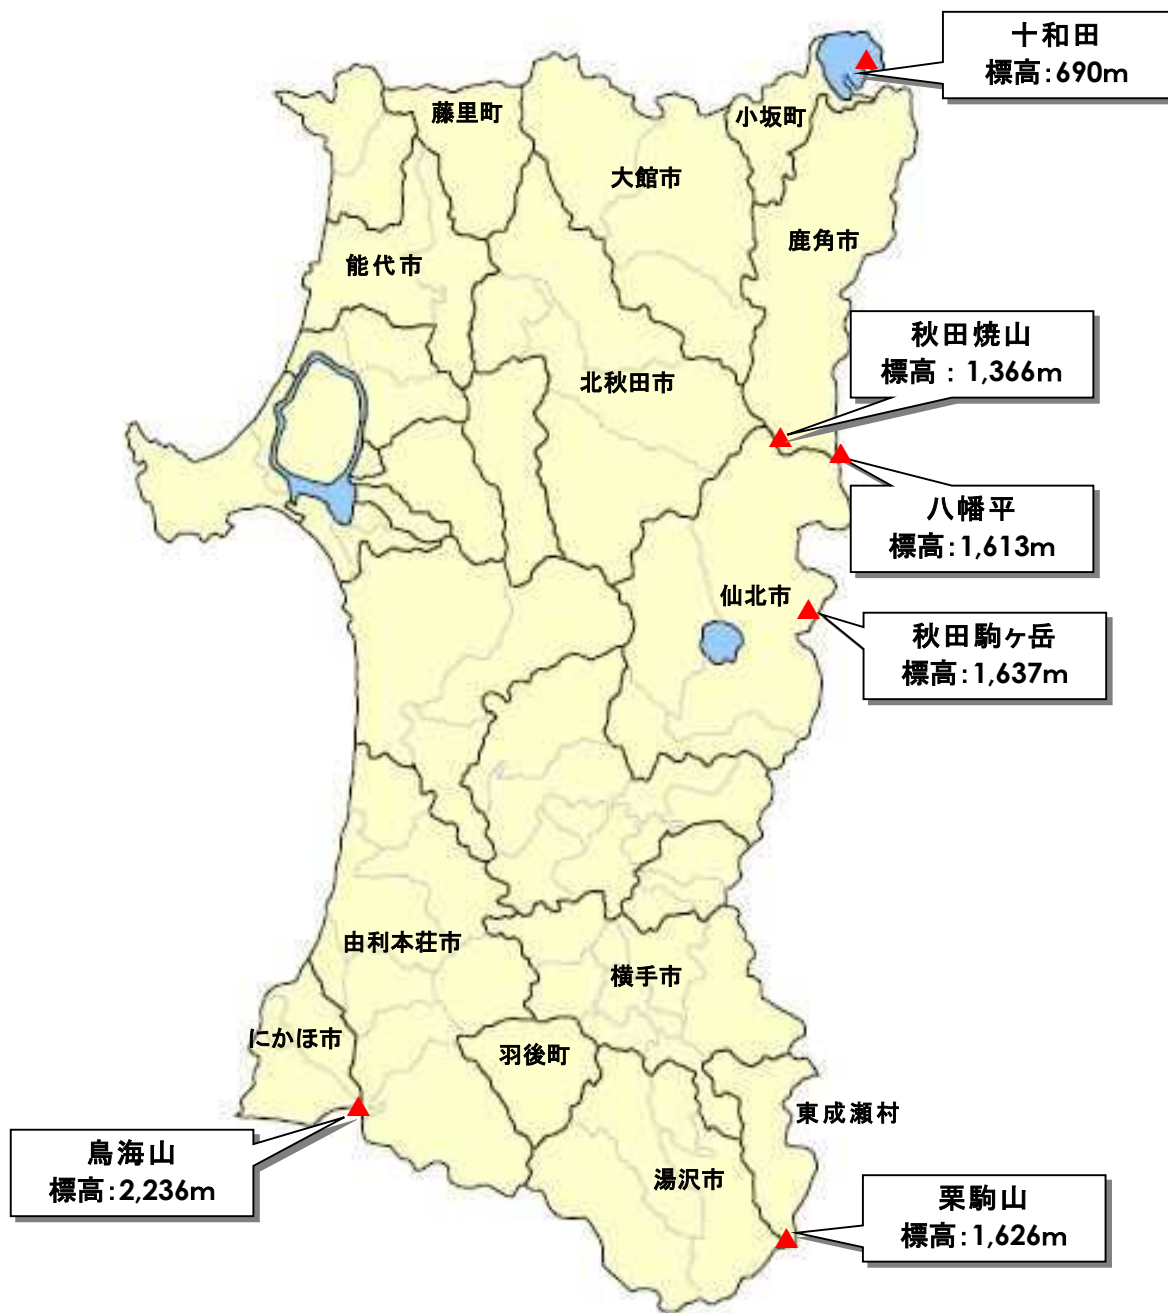 十和田
標高:690m
藤里町
小坂町
大館市
鹿角市
能代市
秋田焼山
標高：1,366m
北秋田市
八幡平
標高:1,613m
仙北市
秋田駒ヶ岳
標高:1,637m
由利本荘市
横手市
にかほ市
羽後町
東成瀬村
鳥海山
標高:2,236m
湯沢市
栗駒山
標高:1,626m